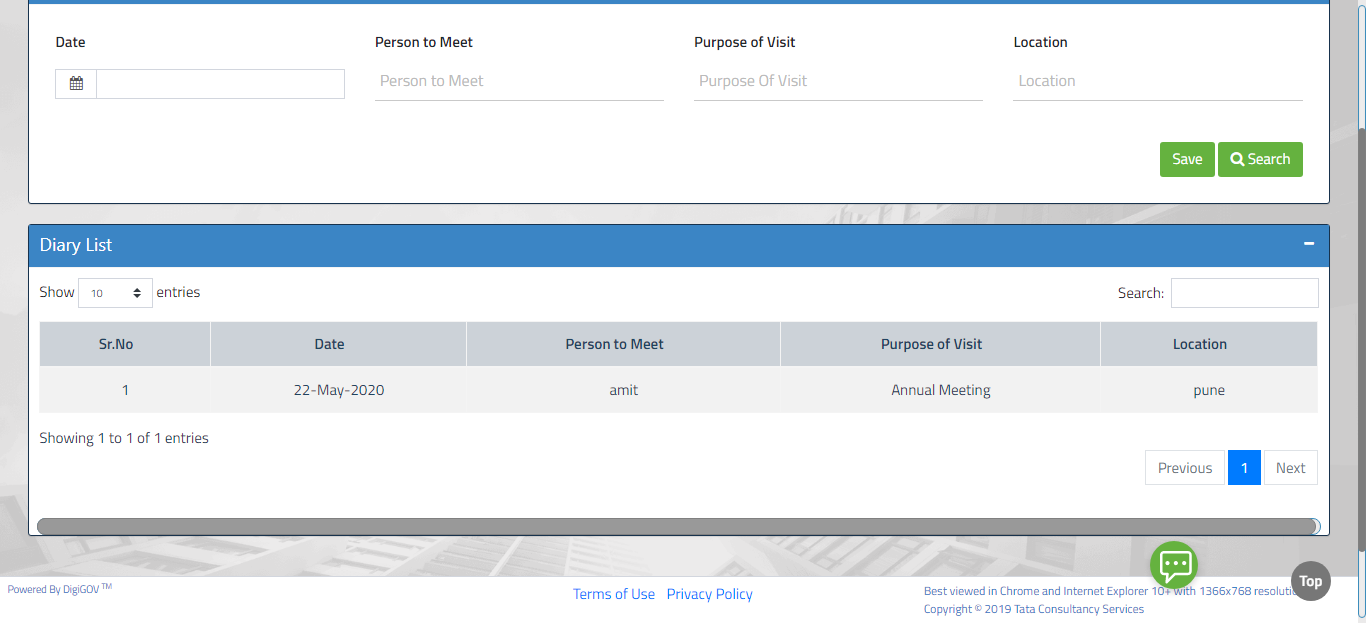 Date Person to Meet Purpose of Visit Location
Person to Meet Purpose Of Visit Location
Save Search
Diary List
Show 10 entries Search:
Sr.No Date Person to Meet Purpose of Visit Location
1 22-May-2020 amit Annual Meeting pune
Showing 1 to 1 of 1 entries
Previous 1 Next
Powered By DigiGOV TM
Terms of Use Privacy Policy
Best viewed in Chrome and Internet Explorer 10+ with 1366x768
Copyright © 2019 Tata Consultancy Services
Top